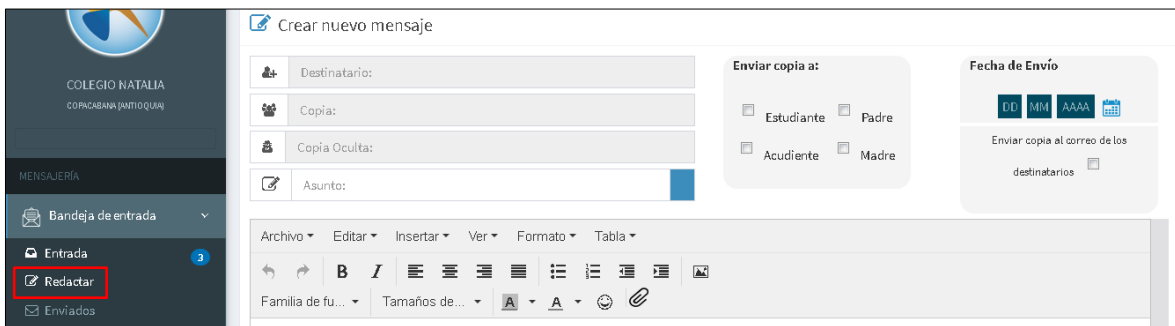 COLEGIO NATALIA
COPACABANA [ANTIOQUIA]
MENSAJERÍA
Bandeja de entrada
Entrada 3
Redactar
Enviados
Crear nuevo mensaje
Destinatario:
Copia:
Copia Oculta:
Asunto:
Enviar copia a:
Estudiante Padre
Acudiente Madre
Fecha de Envío
DD MM AAAA
Enviar copia al correo de los
destinatarios
Archivo Editar Insertar Ver Formato Tabla
B I
Familia de fu... Tamaños de... A A